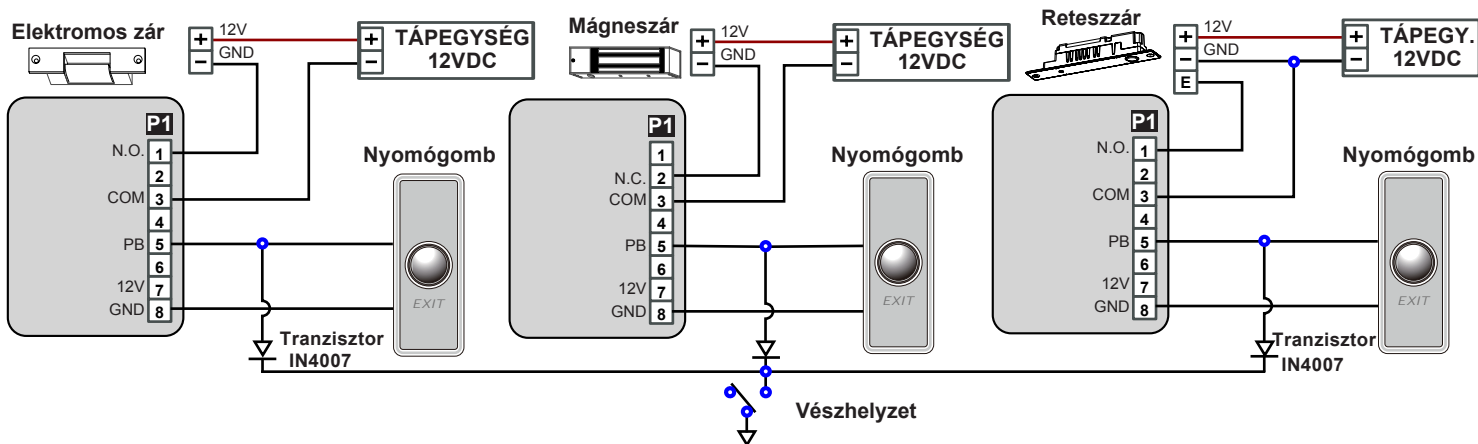 Elektromos zár
+ 12V + TÁPEGYSÉG
− GND − 12VDC
P1
N.O. 1
2
COM 3
4
PB 5
6
12V 7
GND 8
Nyomógomb
EXIT
Tranzisztor
IN4007
Mágneszár
+ 12V + TÁPEGYSÉG
− GND − 12VDC
P1
1
N.C. 2
COM 3
4
PB 5
6
12V 7
GND 8
Nyomógomb
EXIT
Reteszzár
+ 12V + TÁPEGY.
− GND − 12VDC
E
P1
N.O. 1
2
COM 3
4
PB 5
6
12V 7
GND 8
Nyomógomb
EXIT
Tranzisztor
IN4007
Vészhelyzet